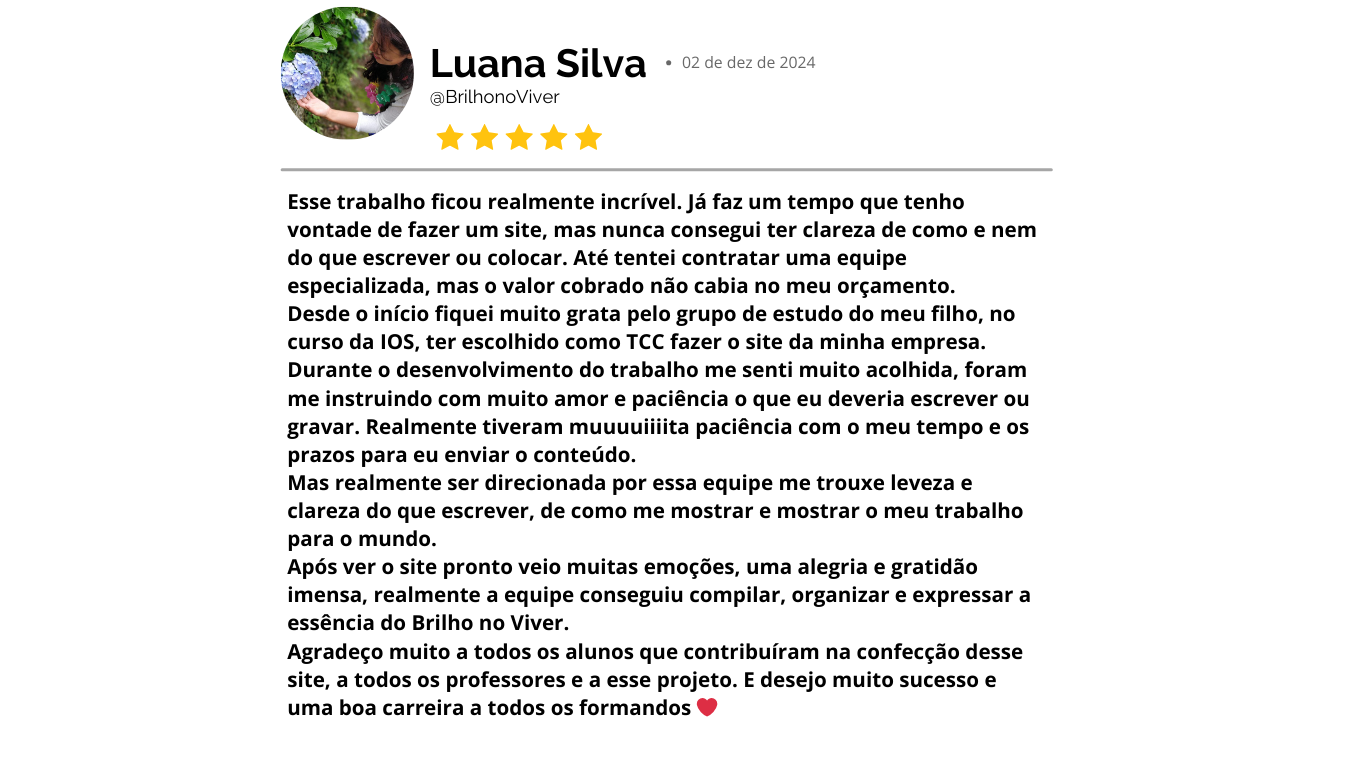 Luana Silva • 02 de dez de 2024
@BrilhonoViver
Esse trabalho ficou realmente incrível. Já faz um tempo que tenho
vontade de fazer um site, mas nunca consegui ter clareza de como e nem
do que escrever ou colocar. Até tentei contratar uma equipe
especializada, mas o valor cobrado não cabia no meu orçamento.
Desde o início fiquei muito grata pelo grupo de estudo do meu filho, no
curso da IOS, ter escolhido como TCC fazer o site da minha empresa.
Durante o desenvolvimento do trabalho me senti muito acolhida, foram
me instruindo com muito amor e paciência o que eu deveria escrever ou
gravar. Realmente tiveram muuuuiiiita paciência com o meu tempo e os
prazos para eu enviar o conteúdo.
Mas realmente ser direcionada por essa equipe me trouxe leveza e
clareza do que escrever, de como me mostrar e mostrar o meu trabalho
para o mundo.
Após ver o site pronto veio muitas emoções, uma alegria e gratidão
imensa, realmente a equipe conseguiu compilar, organizar e expressar a
essência do Brilho no Viver.
Agradeço muito a todos os alunos que contribuíram na confecção desse
site, a todos os professores e a esse projeto. E desejo muito sucesso e
uma boa carreira a todos os formandos ❤️